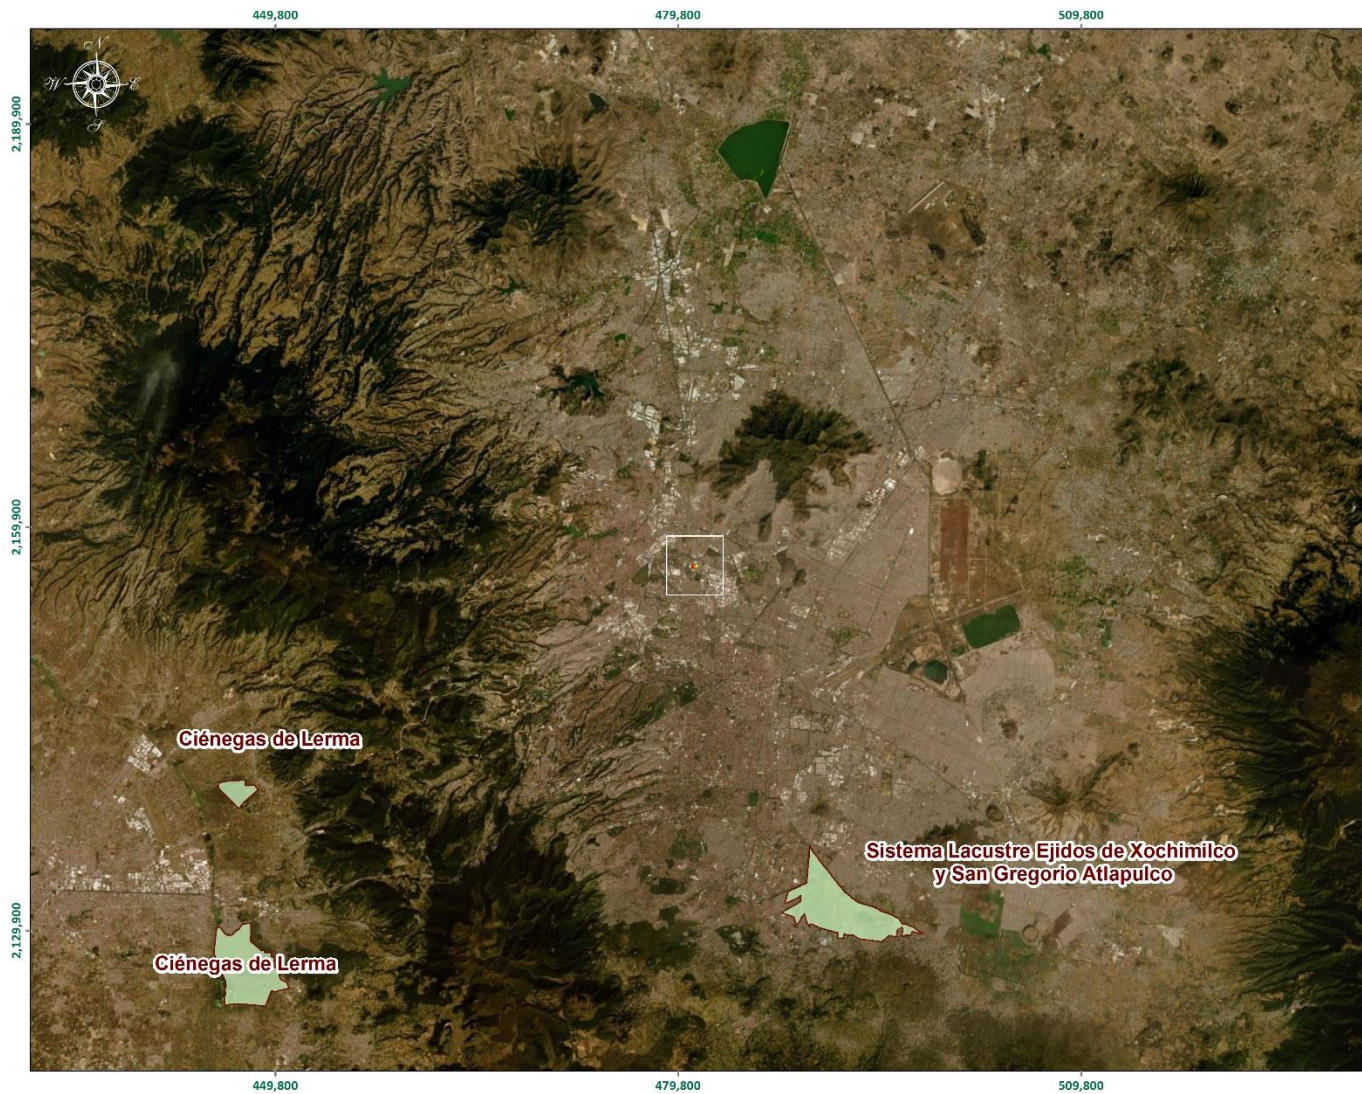 449,800
479,800
509,800
N
W
E
S
2,189,900
2,159,900
2,129,900
Ciénegas de Lerma
Sistema Lacustre Ejidos de Xochimilco
y San Gregorio Atlapulco
Ciénegas de Lerma
449,800
479,800
509,800